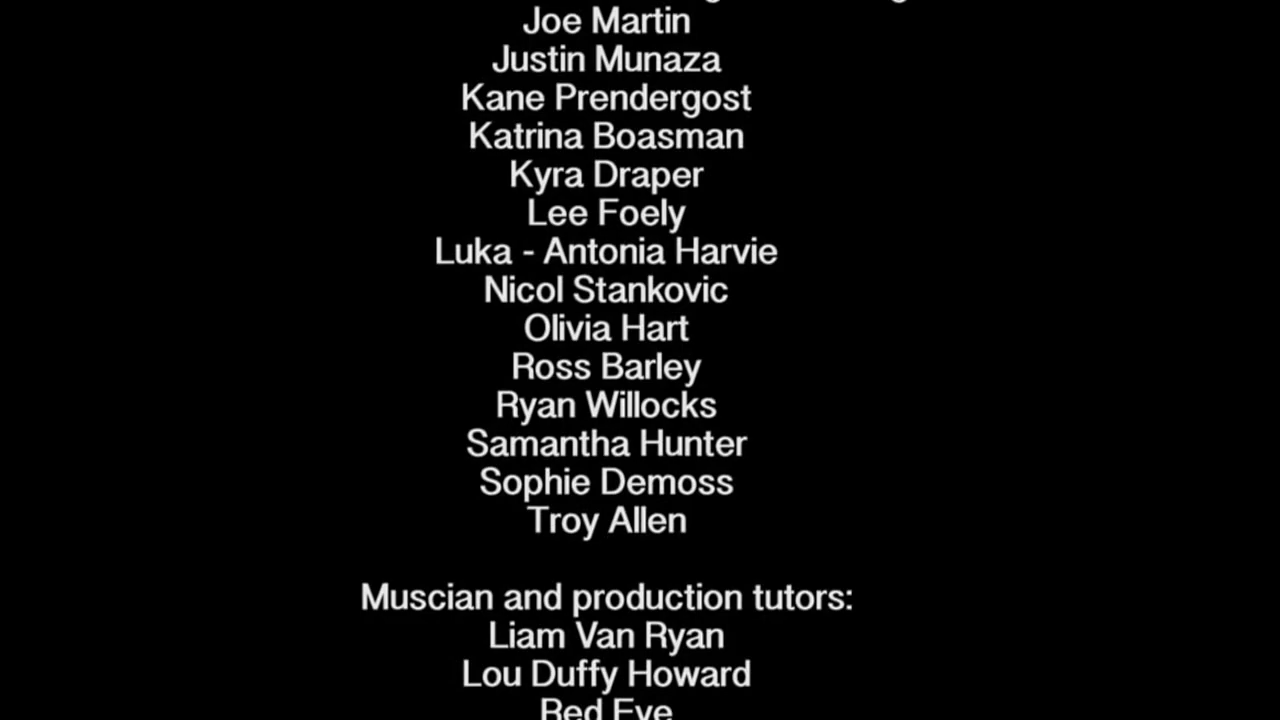 Joe Martin
Justin Munaza
Kane Prendergost
Katrina Boasman
Kyra Draper
Lee Foely
Luka - Antonia Harvie
Nicol Stankovic
Olivia Hart
Ross Barley
Ryan Willocks
Samantha Hunter
Sophie Demoss
Troy Allen
Muscian and production tutors:
Liam Van Ryan
Lou Duffy Howard
Red Eye